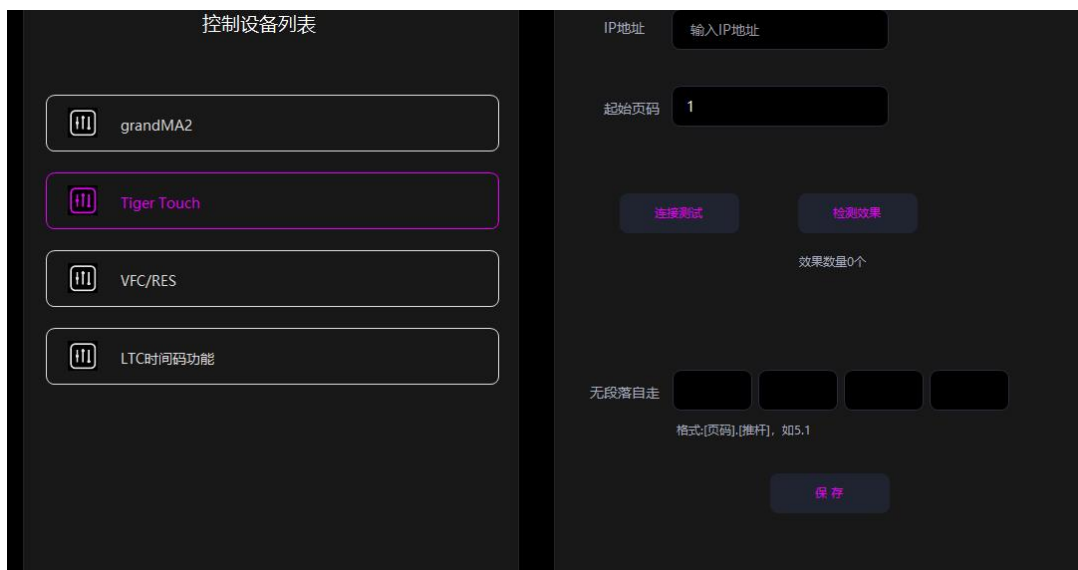 控制设备列表
grandMA2
Tiger Touch
VFC/RES
LTC时间码功能
IP地址 输入IP地址
起始页码 1
连接测试 检测效果
效果数量0个
无段落自走
格式:[页码].[推杆]，如5.1
保存